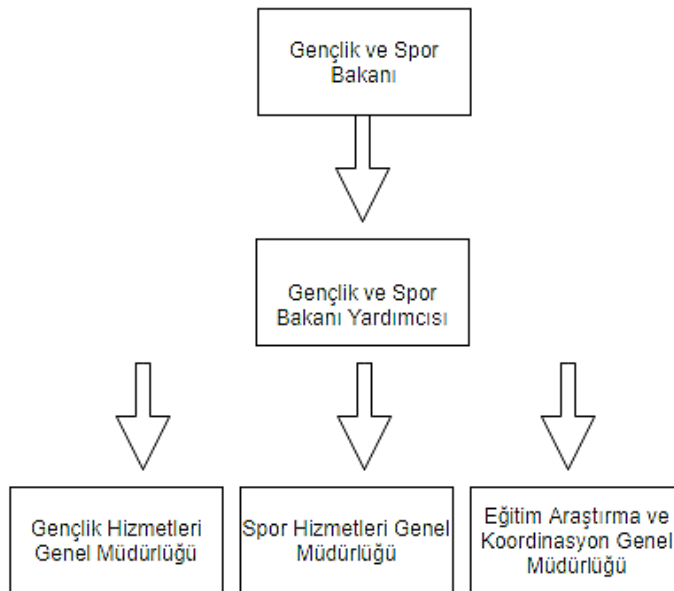 Gençlik ve Spor
Bakanı
Gençlik ve Spor
Bakanı Yardımcısı
Gençlik Hizmetleri
Genel Müdürlüğü
Spor Hizmetleri Genel
Müdürlüğü
Eğitim Araştırma ve
Koordinasyon Genel
Müdürlüğü